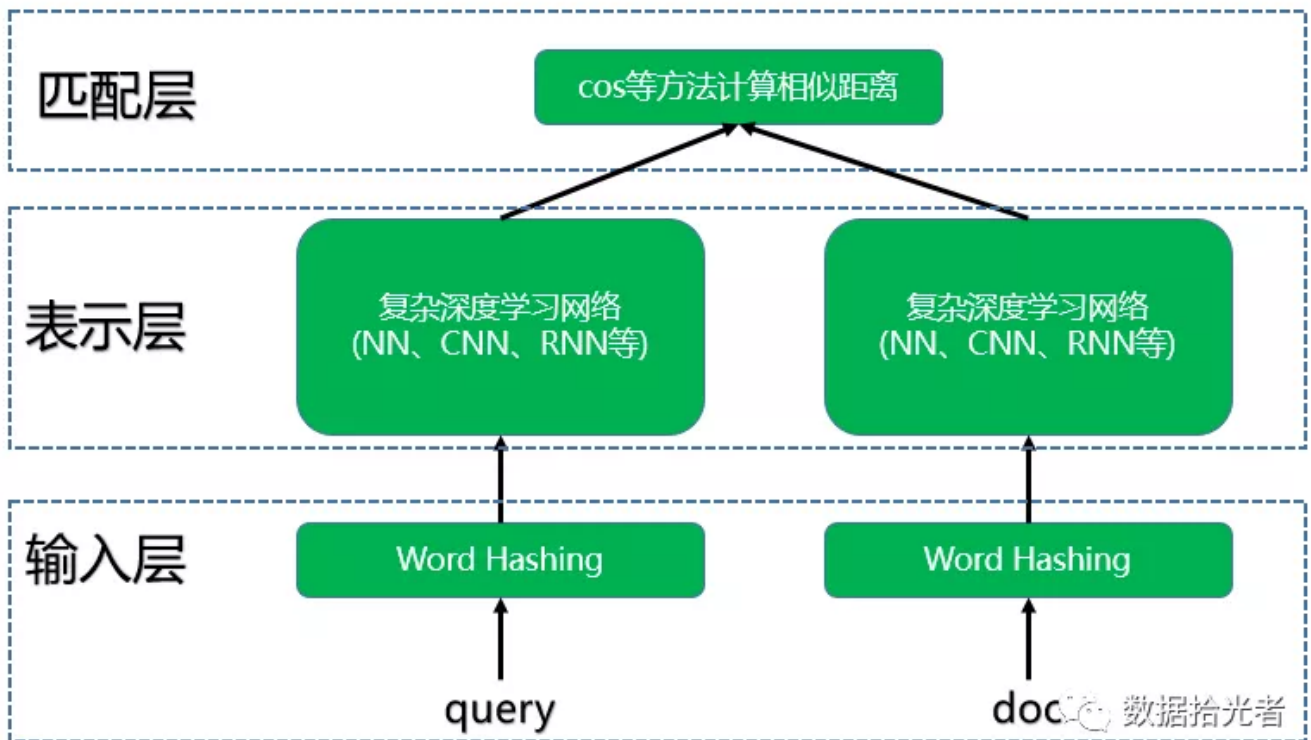 匹配层
cos等方法计算相似距离
表示层
复杂深度学习网络
(NN、CNN、RNN等)
复杂深度学习网络
(NN、CNN、RNN等)
输入层
Word Hashing
Word Hashing
query
doc
数据拾光者